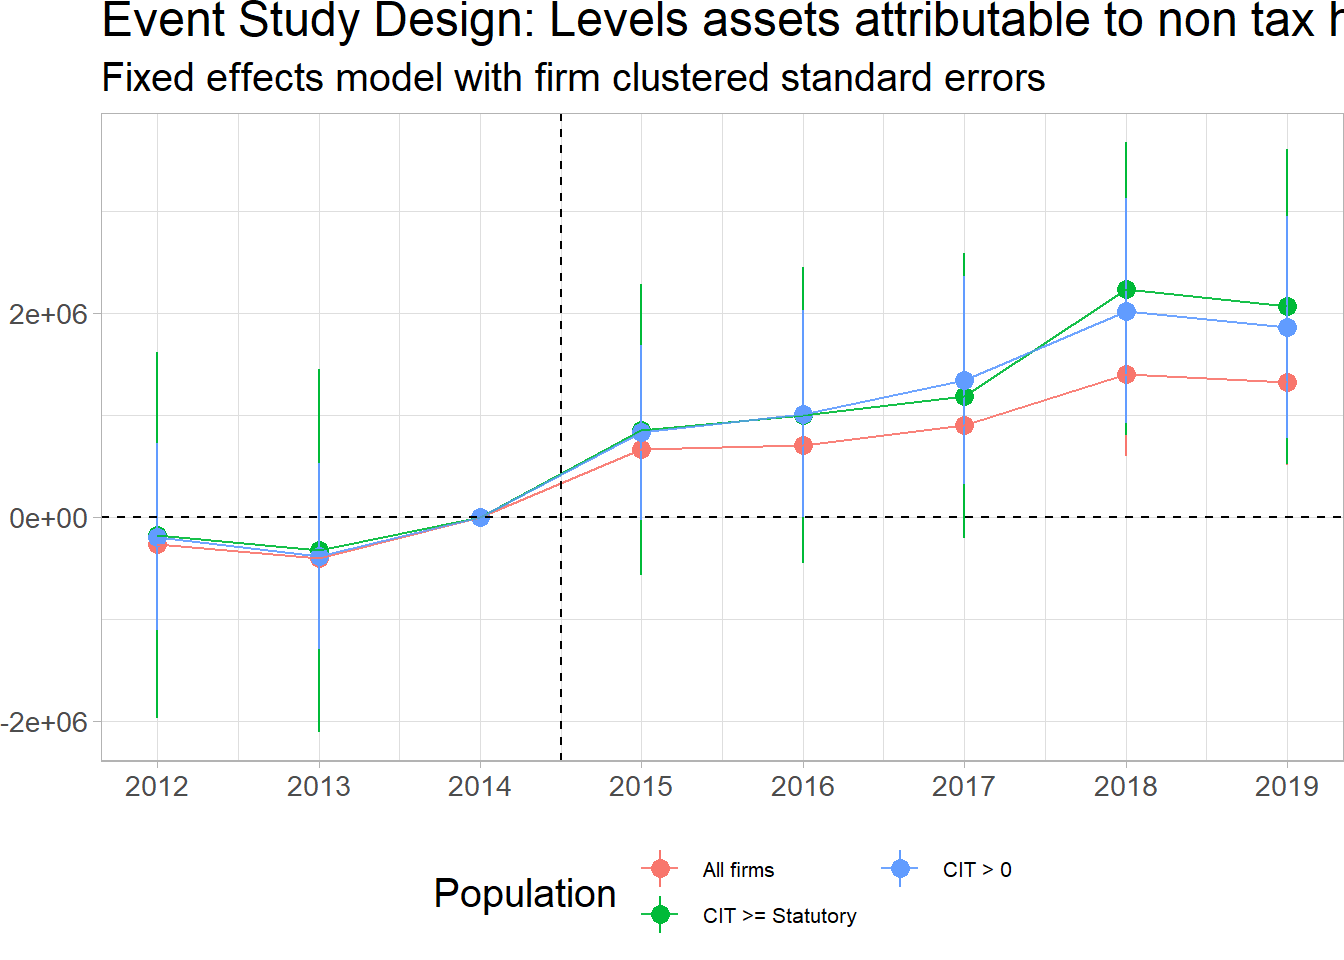 Event Study Design: Levels assets attributable to non tax h
Fixed effects model with firm clustered standard errors
2e+06
0e+00
-2e+06
2012 2013 2014 2015 2016 2017 2018 2019
Population
All firms
CIT > 0
CIT >= Statutory